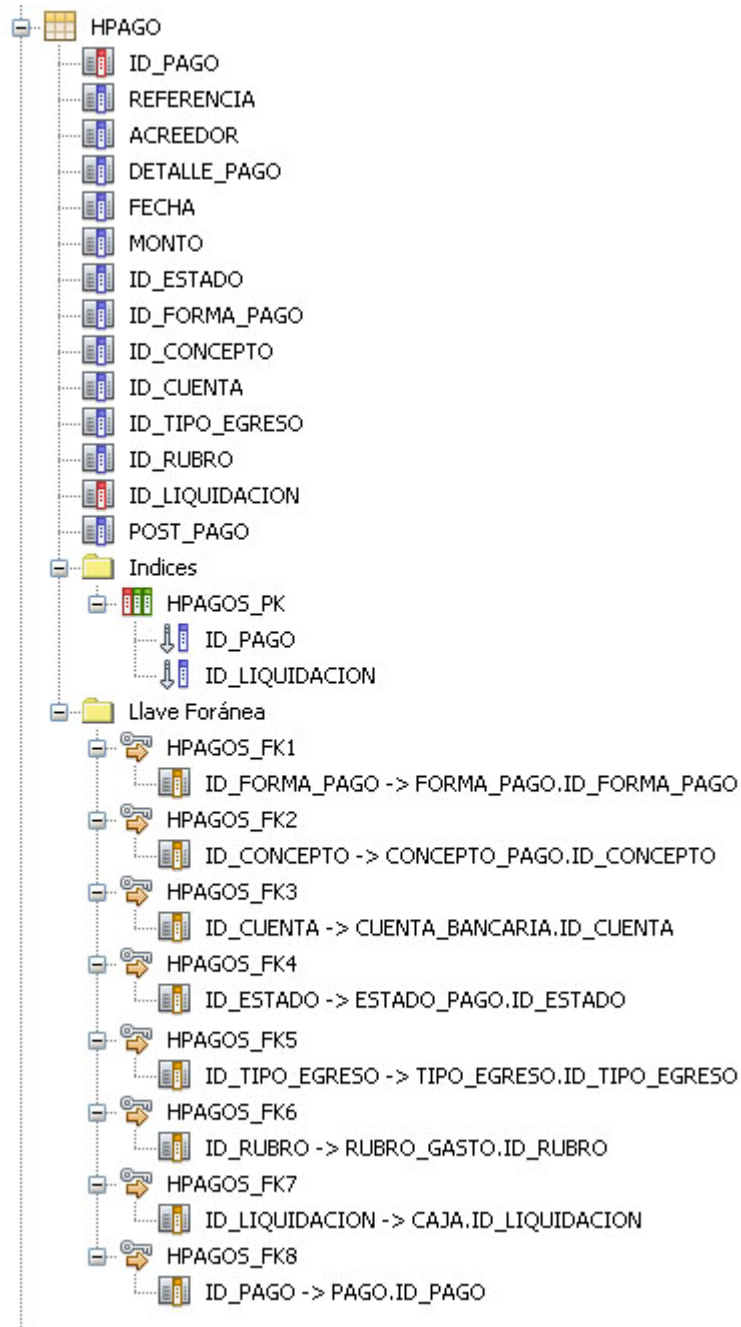 HPAGO
ID_PAGO
REFERENCIA
ACREEDOR
DETALLE_PAGO
FECHA
MONTO
ID_ESTADO
ID_FORMA_PAGO
ID_CONCEPTO
ID_CUENTA
ID_TIPO_EGRESO
ID_RUBRO
ID_LIQUIDACION
POST_PAGO
Indices
HPAGOS_PK
ID_PAGO
ID_LIQUIDACION
Llave Foránea
HPAGOS_FK1
ID_FORMA_PAGO -> FORMA_PAGO.ID_FORMA_PAGO
HPAGOS_FK2
ID_CONCEPTO -> CONCEPTO_PAGO.ID_CONCEPTO
HPAGOS_FK3
ID_CUENTA -> CUENTA_BANCARIA.ID_CUENTA
HPAGOS_FK4
ID_ESTADO -> ESTADO_PAGO.ID_ESTADO
HPAGOS_FK5
ID_TIPO_EGRESO -> TIPO_EGRESO.ID_TIPO_EGRESO
HPAGOS_FK6
ID_RUBRO -> RUBRO_GASTO.ID_RUBRO
HPAGOS_FK7
ID_LIQUIDACION -> CAJA.ID_LIQUIDACION
HPAGOS_FK8
ID_PAGO -> PAGO.ID_PAGO